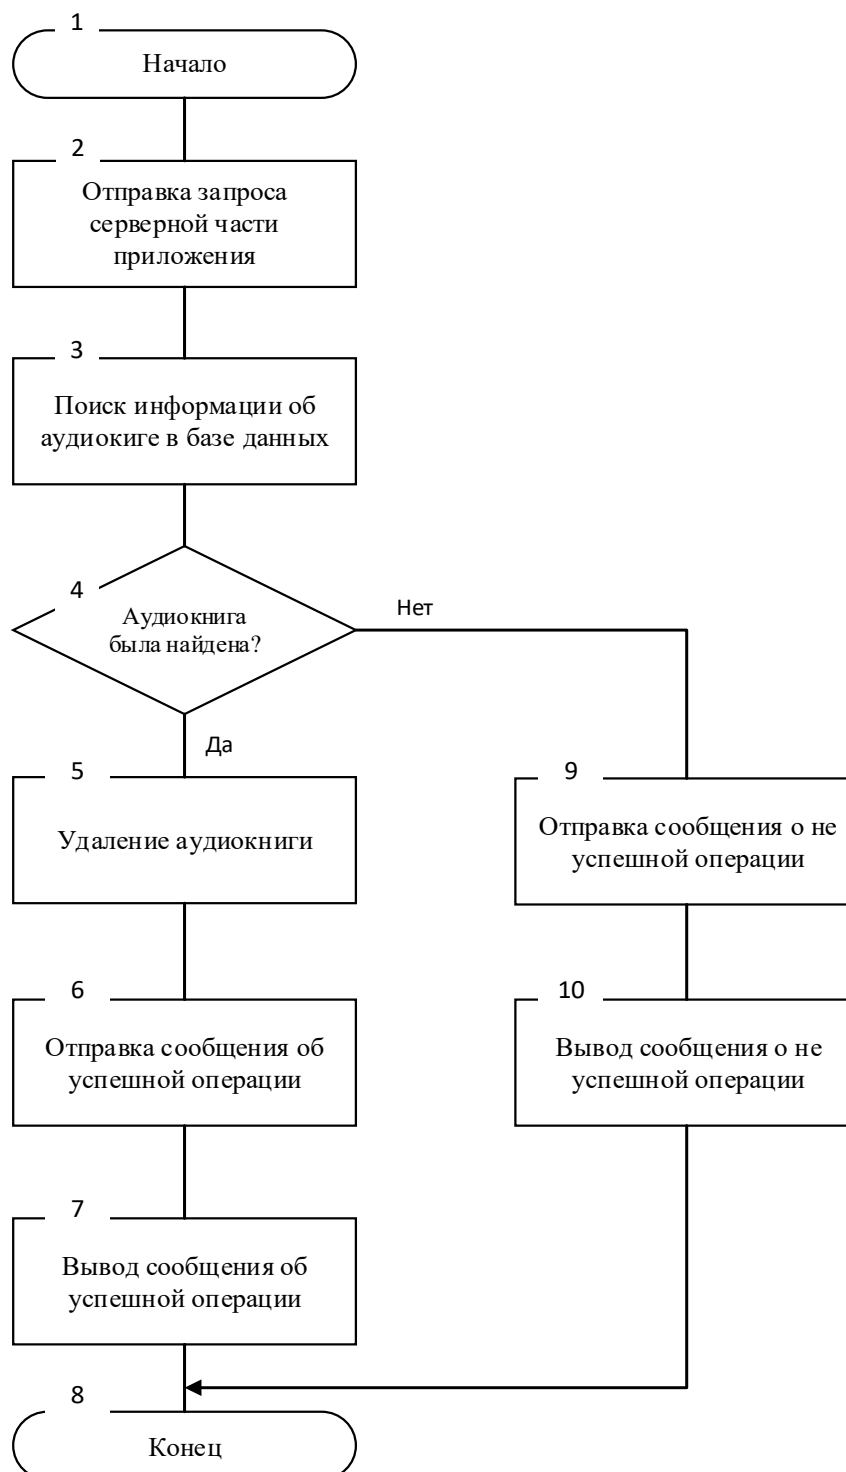 1
Начало
2
Отправка запроса
серверной части
приложения
3
Поиск информации об
аудиокиге в базе данных
4
Аудиокнига
была найдена?
Нет
Да
5
Удаление аудиокниги
9
Отправка сообщения о не
успешной операции
6
Отправка сообщения об
успешной операции
10
Вывод сообщения о не
успешной операции
7
Вывод сообщения об
успешной операции
8
Конец